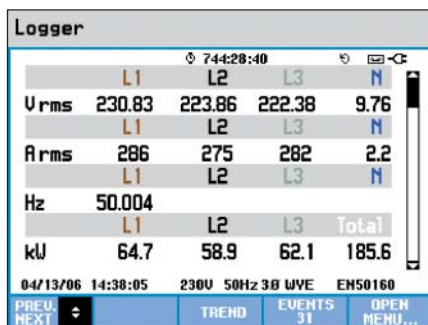 Logger
744:28:40
L1 L2 L3 N
Vrms 230.83 223.86 222.38 9.76
L1 L2 L3 N
Arms 286 275 282 2.2
L1 L2 L3 N
Hz 50.004
L1 L2 L3 Total
kW 64.7 58.9 62.1 185.6
04/13/06 14:38:05 230V 50Hz 3Ø WYE EN50160
PREV. NEXT TREND EVENTS 31 OPEN MENU...